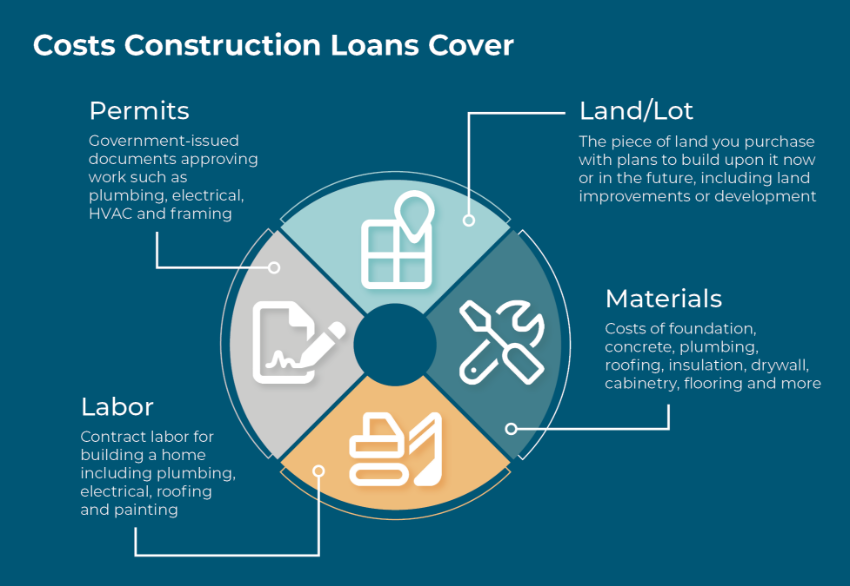 Costs Construction Loans Cover
Permits
Government-issued
documents approving
work such as
plumbing, electrical,
HVAC and framing
Land/Lot
The piece of land you purchase
with plans to build upon it now
or in the future, including land
improvements or development
Materials
Costs of foundation,
concrete, plumbing,
roofing, insulation, drywall,
cabinetry, flooring and more
Labor
Contract labor for
building a home
including plumbing,
electrical, roofing
and painting